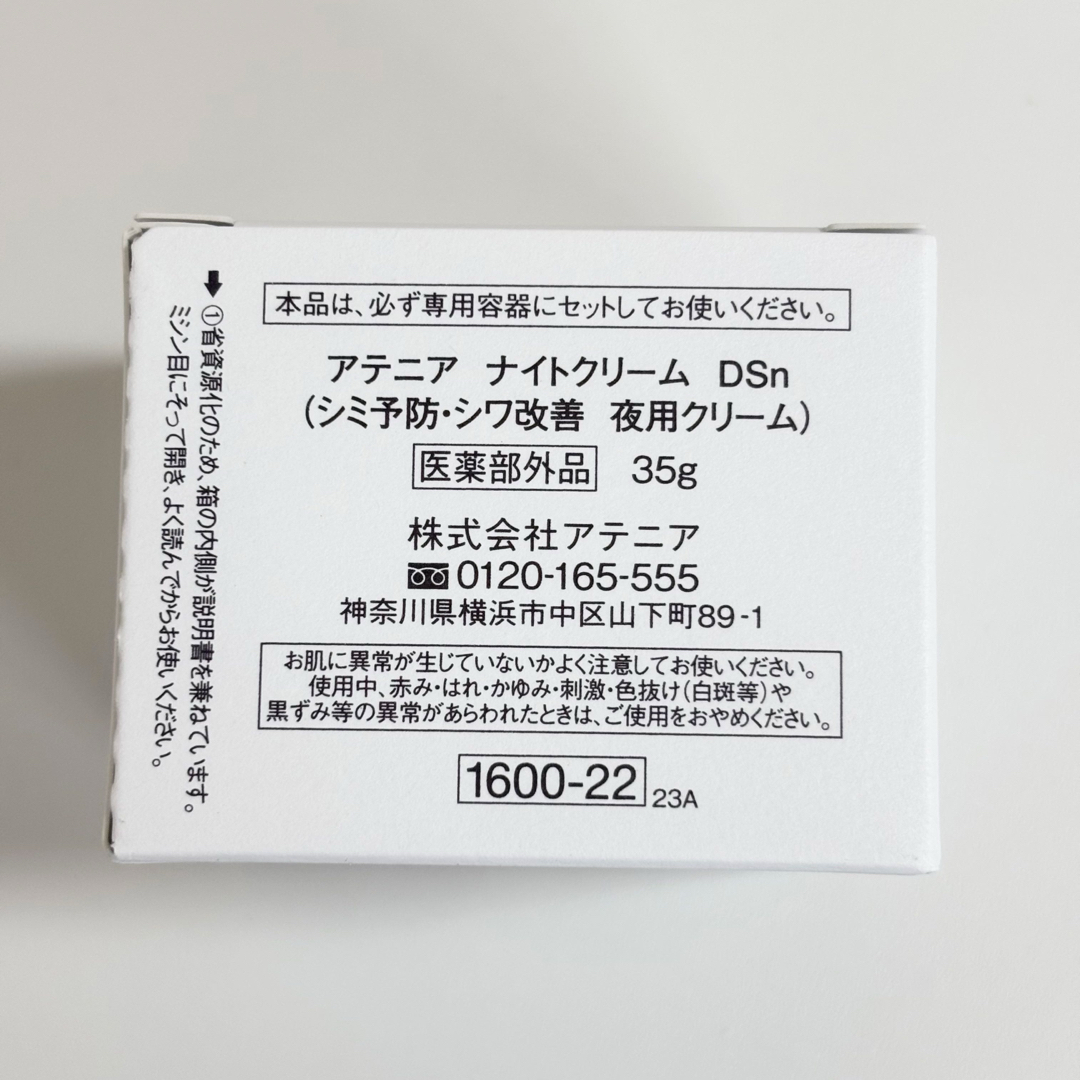 本品は、必ず専用容器にセットしてお使いください。
アテニア ナイトクリーム DSn
(シミ予防・シワ改善 夜用クリーム)
医薬部外品 35g
株式会社アテニア
0120-165-555
神奈川県横浜市中区山下町89-1
お肌に異常が生じていないかよく注意してお使いください。
使用中、赤み・はれ・かゆみ・刺激・色抜け(白斑等)や
黒ずみ等の異常があらわれたときは、ご使用をおやめください。
1600-22 23A
①省資源化のため、箱の内側が説明書を兼ねています。
ミシン目にそって開き、よく読んでからお使いください。